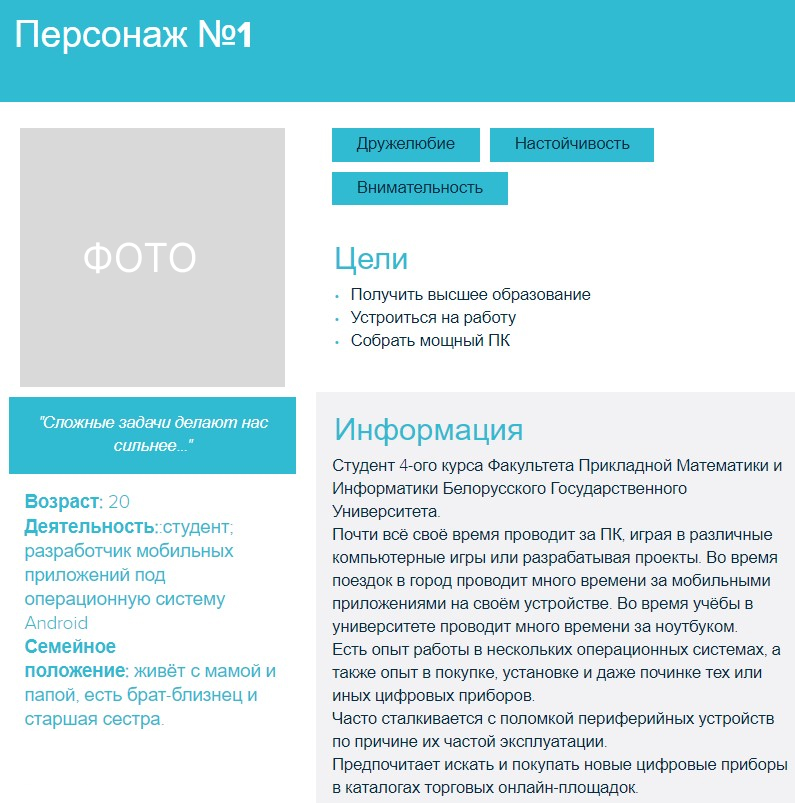 Персонаж №1
ФОТО
"Сложные задачи делают нас
сильнее..."
Возраст: 20
Деятельность::студент;
разработчик мобильных
приложений под
операционную систему
Android
Семейное
положение: живёт с мамой и
папой, есть брат-близнец и
старшая сестра.
Дружелюбие
Настойчивость
Внимательность
Цели
• Получить высшее образование
• Устроиться на работу
• Собрать мощный ПК
Информация
Студент 4-ого курса Факультета Прикладной Математики и
Информатики Белорусского Государственного
Университета.
Почти всё своё время проводит за ПК, играя в различные
компьютерные игры или разрабатывая проекты. Во время
поездок в город проводит много времени за мобильными
приложениями на своём устройстве. Во время учёбы в
университете проводит много времени за ноутбуком.
Есть опыт работы в нескольких операционных системах, а
также опыт в покупке, установке и даже починке тех или
иных цифровых приборов.
Часто сталкивается с поломкой периферийных устройств
по причине их частой эксплуатации.
Предпочитает искать и покупать новые цифровые приборы
в каталогах торговых онлайн-площадок.